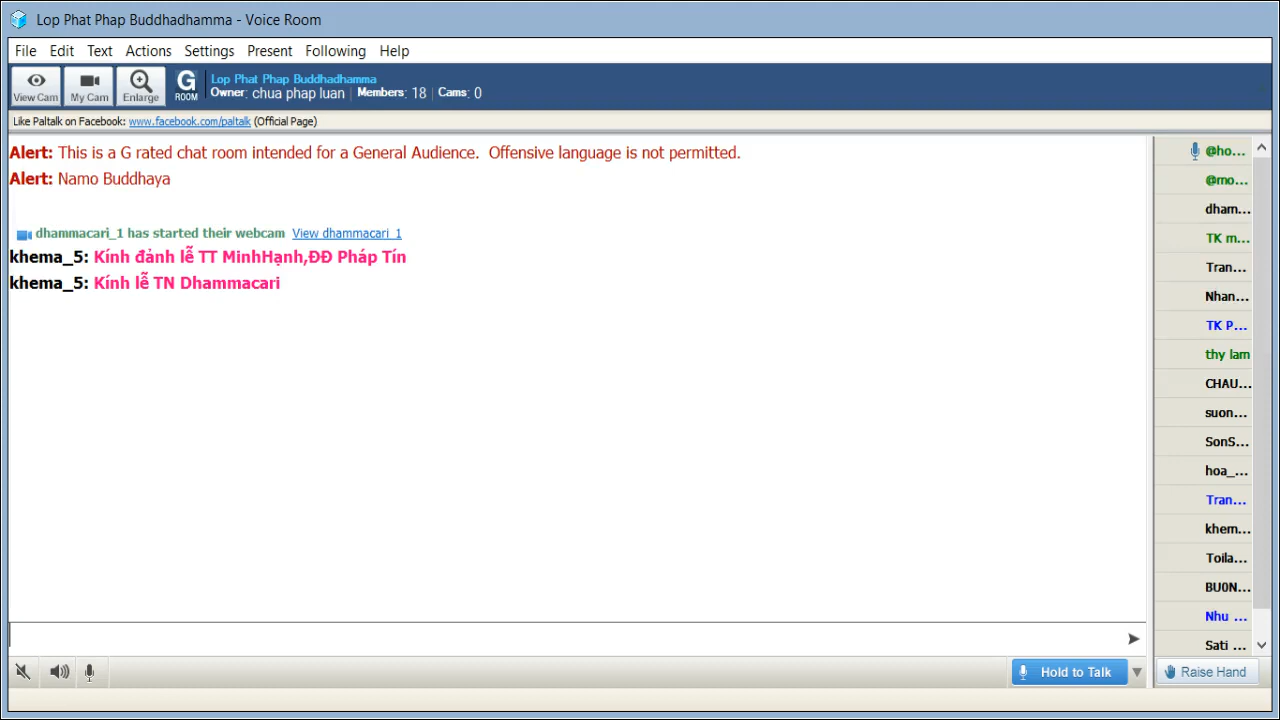 Lop Phat Phap Buddhadhamma - Voice Room
File Edit Text Actions Settings Present Following Help
View Cam My Cam Enlarge G ROOM
Lop Phat Phap Buddhadhamma
Owner: chua phap luan Members: 18 Cams: 0
Like Paltalk on Facebook: www.facebook.com/paltalk (Official Page)
Alert: This is a G rated chat room intended for a General Audience. Offensive language is not permitted.
Alert: Namo Buddhaya
dhammacari_1 has started their webcam View dhammacari_1
khema_5: Kính đảnh lễ TT MinhHạnh,ĐĐ Pháp Tín
khema_5: Kính lễ TN Dhammacari
@ho...
@mo...
dham...
TK m...
Tran...
Nhan...
TK P...
thy lam
CHAU...
suon...
SonS...
hoa_...
Tran...
khem...
Toila...
BU0N...
Nhu ...
Sati ...
Hold to Talk
Raise Hand